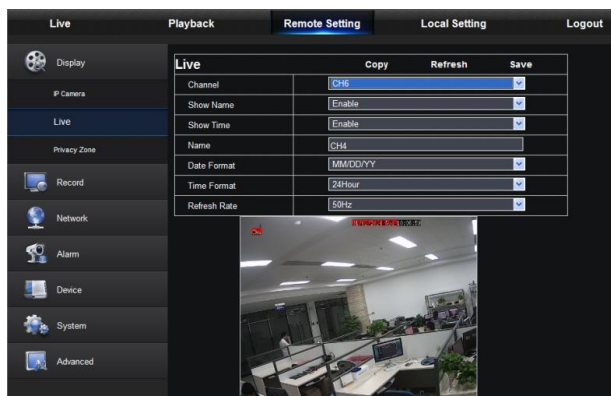 Live Playback Remote Setting Local Setting Logout
Display
IP Camera
Live
Privacy Zone
Record
Network
Alarm
Device
System
Advanced
Live Copy Refresh Save
Channel CH6
Show Name Enable
Show Time Enable
Name CH4
Date Format MM/DD/YY
Time Format 24Hour
Refresh Rate 50Hz